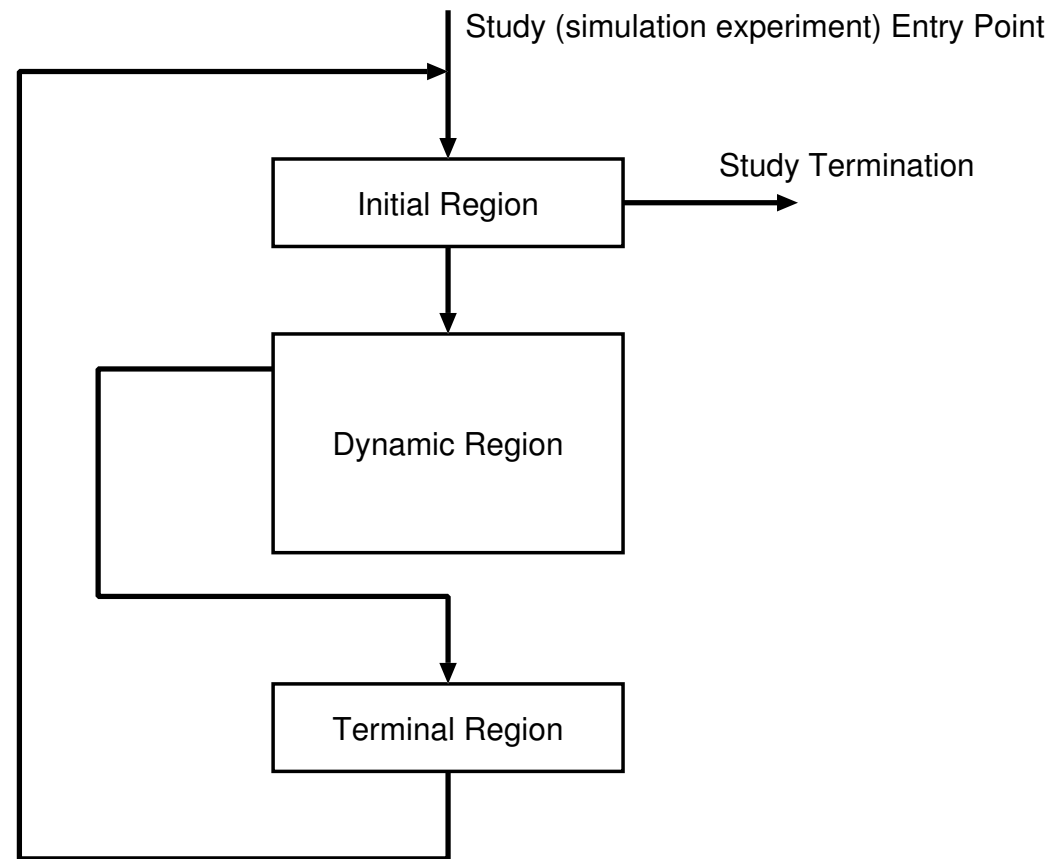 Study (simulation experiment) Entry Point
Study Termination
Initial Region
Dynamic Region
Terminal Region